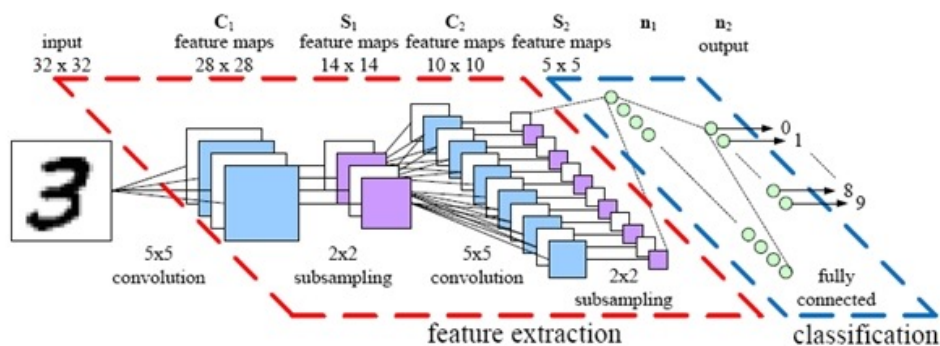 input
32 x 32
C₁
feature maps
28 x 28
S₁
feature maps
14 x 14
C₂
feature maps
10 x 10
S₂
feature maps
5 x 5
n₁
n₂
output
3
0
1
8
9
5x5
convolution
2x2
subsampling
5x5
convolution
2x2
subsampling
fully
connected
feature extraction
classification